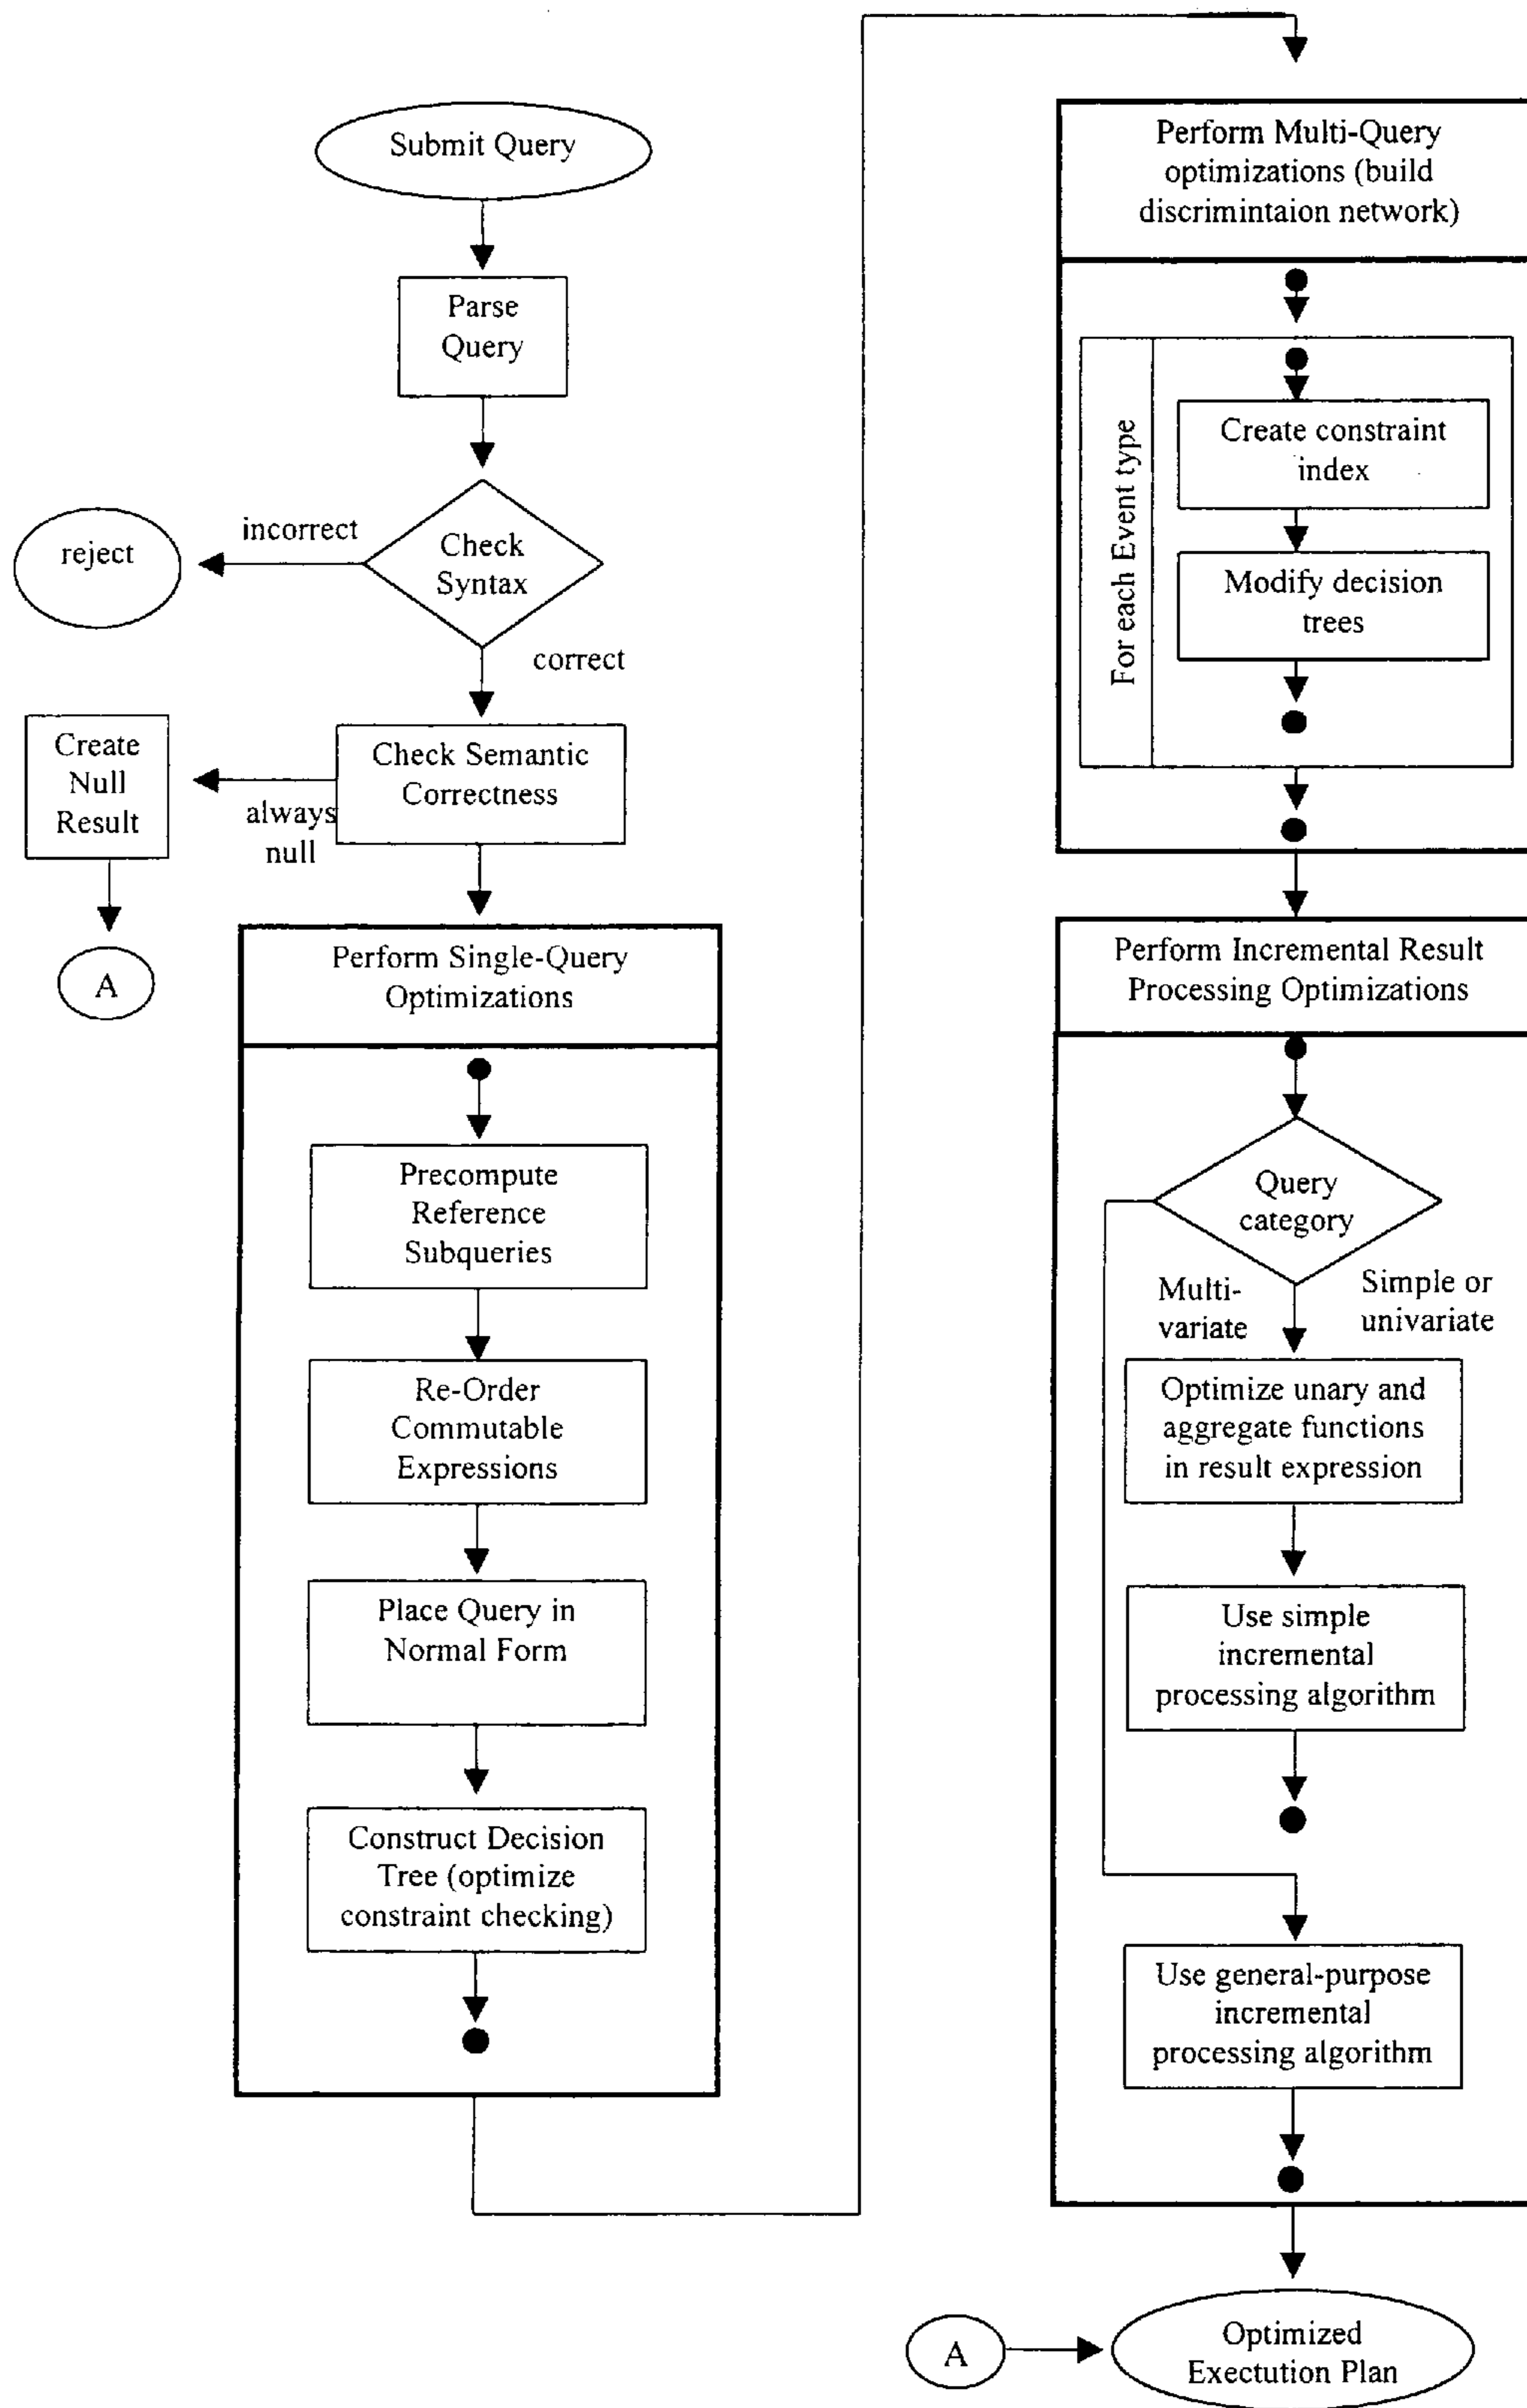 Submit Query
Parse
Query
Check
Syntax
incorrect
reject
correct
Check Semantic
Correctness
always
null
Create
Null
Result
A
Perform Single-Query
Optimizations
Precompute
Reference
Subqueries
Re-Order
Commutable
Expressions
Place Query in
Normal Form
Construct Decision
Tree (optimize
constraint checking)
Perform Multi-Query
optimizations (build
discrimintaion network)
For each Event type
Create constraint
index
Modify decision
trees
Perform Incremental Result
Processing Optimizations
Query
category
Multi-
variate
Simple or
univariate
Optimize unary and
aggregate functions
in result expression
Use simple
incremental
processing algorithm
Use general-purpose
incremental
processing algorithm
A
Optimized
Exectution Plan